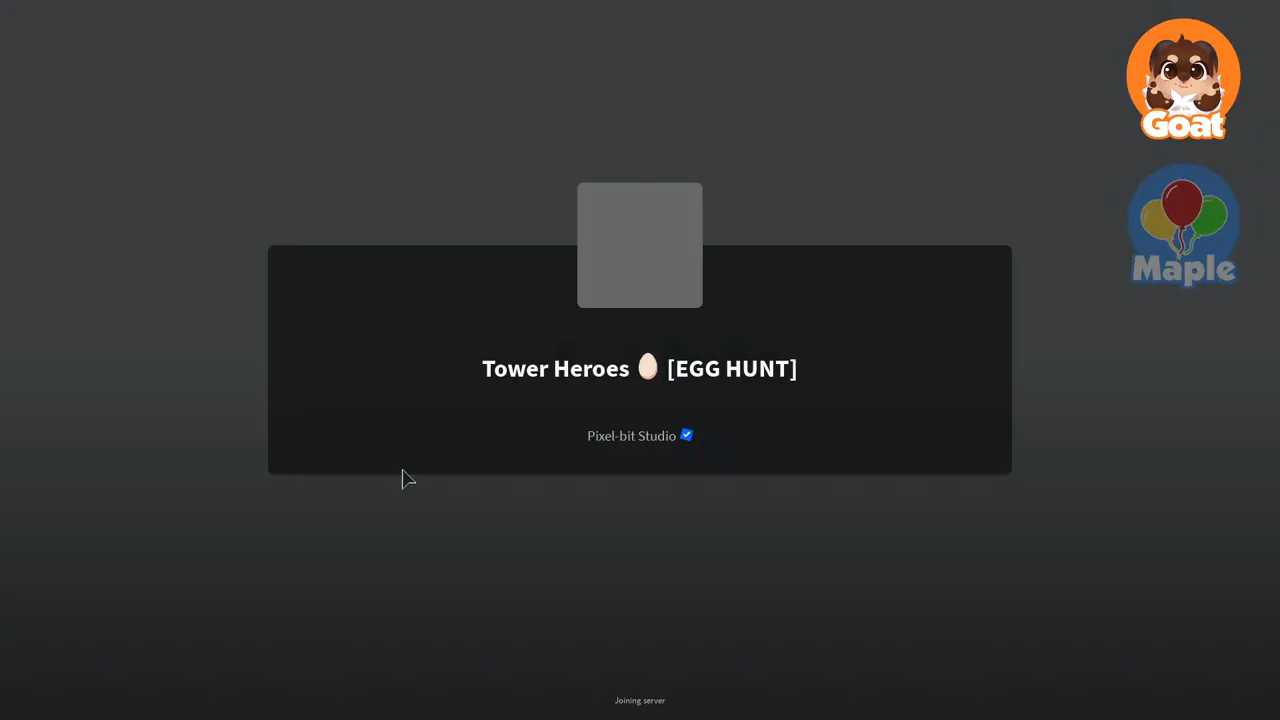 Goat
Maple
Tower Heroes 🥚 [EGG HUNT]
Pixel-bit Studio
Joining server